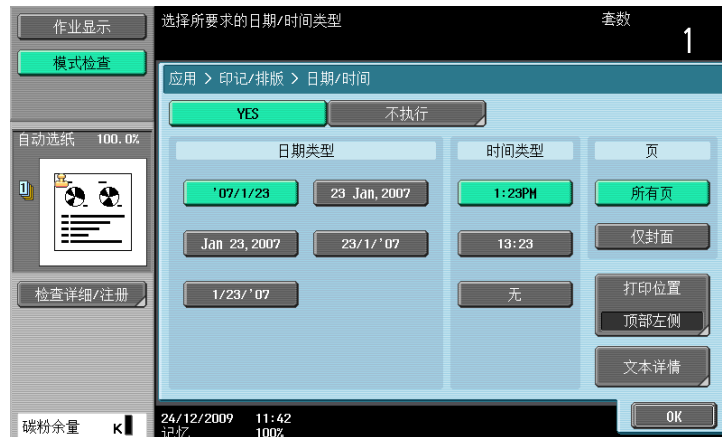 作业显示
模式检查
选择所要求的日期/时间类型
套数
1
应用 > 印记/排版 > 日期/时间
YES
不执行
自动选纸 100.0%
1
日期类型
时间类型
页
'07/1/23
23 Jan,2007
1:23PM
所有页
Jan 23,2007
23/1/'07
13:23
仅封面
1/23/'07
无
打印位置
顶部左侧
检查详细/注册
文本详情
碳粉余量 K
24/12/2009 11:42
记忆 100%
OK